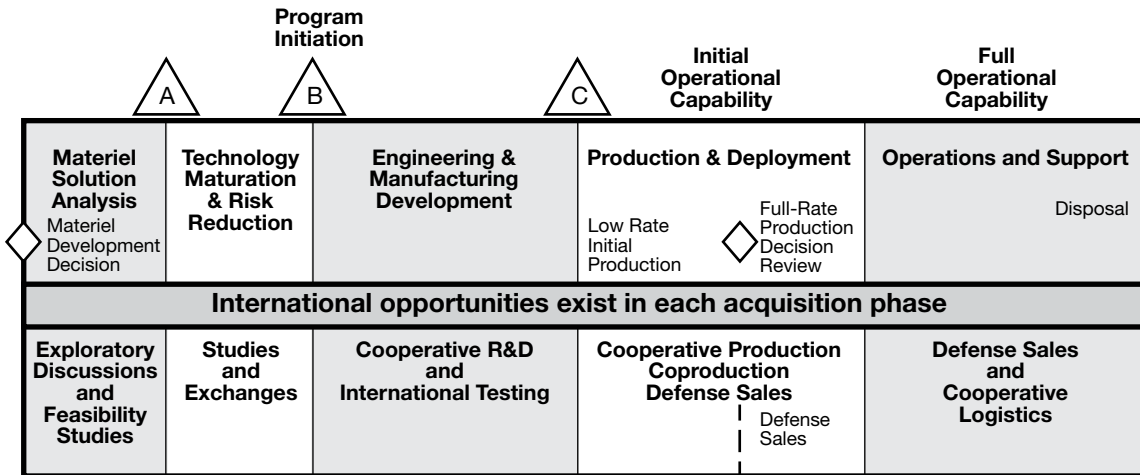 Program
Initiation
Initial
Operational
Capability
Full
Operational
Capability
A
B
C
Materiel
Solution
Analysis
Materiel
Development
Decision
Technology
Maturation
& Risk
Reduction
Engineering &
Manufacturing
Development
Production & Deployment
Low Rate
Initial
Production
Full-Rate
Production
Decision
Review
Operations and Support
Disposal
International opportunities exist in each acquisition phase
Exploratory
Discussions
and
Feasibility
Studies
Studies
and
Exchanges
Cooperative R&D
and
International Testing
Cooperative Production
Coproduction
Defense Sales
Defense
Sales
Defense Sales
and
Cooperative
Logistics